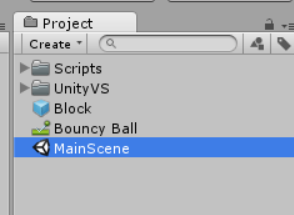 Project
Create
Scripts
UnityVS
Block
Bouncy Ball
MainScene